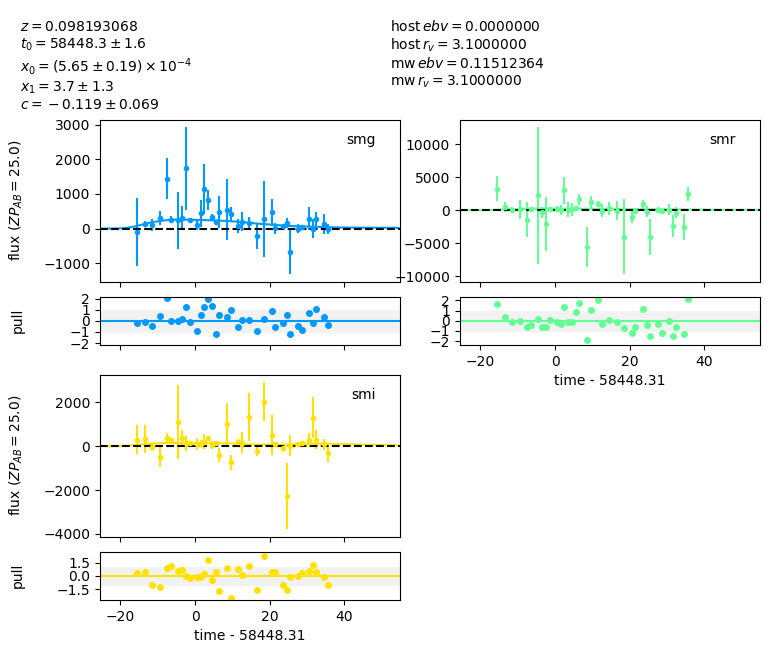 z = 0.098193068
t₀ = 58448.3 ± 1.6
x₀ = (5.65 ± 0.19) × 10⁻⁴
x₁ = 3.7 ± 1.3
c = −0.119 ± 0.069
host ebv = 0.0000000
host r_v = 3.1000000
mw ebv = 0.11512364
mw r_v = 3.1000000
flux (ZP_AB = 25.0)
3000
2000
1000
0
−1000
smg
10000
5000
0
−5000
−10000
smr
pull
2
1
0
−1
−2
2
1
0
−1
−2
−20
0
20
40
time - 58448.31
flux (ZP_AB = 25.0)
2000
0
−2000
−4000
smi
pull
1.5
0.0
−1.5
−20
0
20
40
time - 58448.31